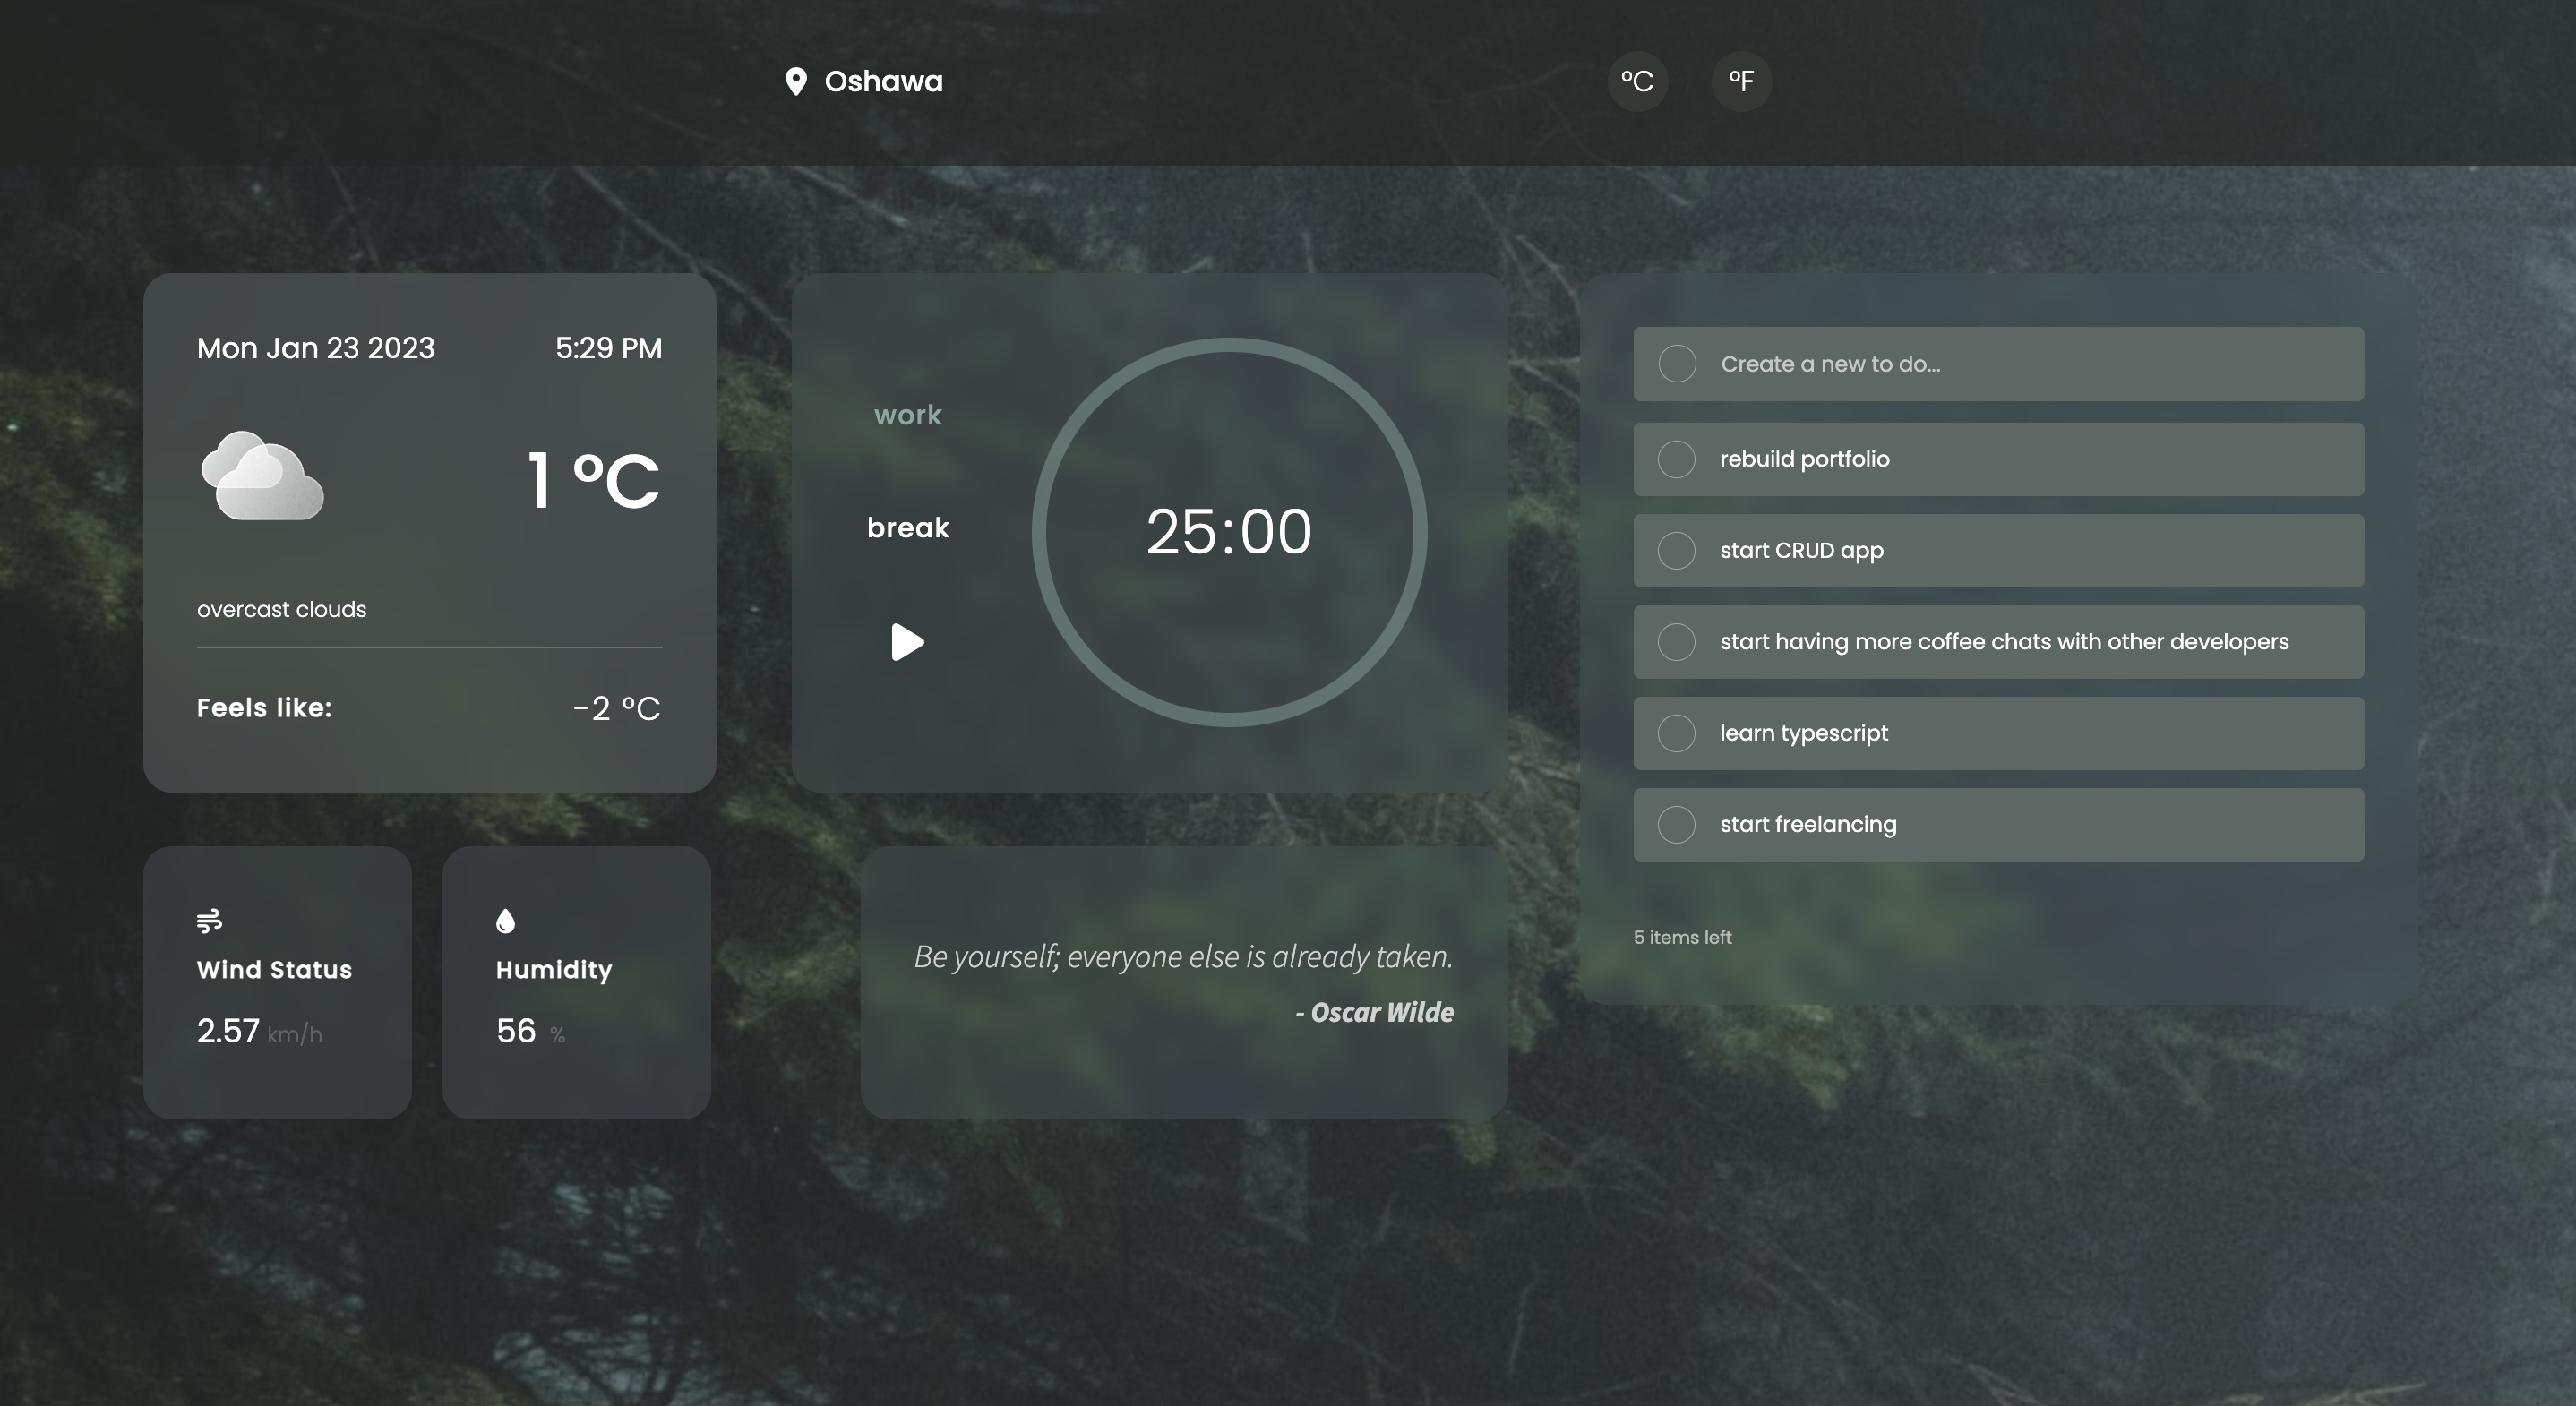 Oshawa
°C
°F
Mon Jan 23 2023
5:29 PM
1 °C
overcast clouds
Feels like:
-2 °C
Wind Status
2.57 km/h
Humidity
56 %
work
break
25:00
Be yourself; everyone else is already taken.
- Oscar Wilde
Create a new to do...
rebuild portfolio
start CRUD app
start having more coffee chats with other developers
learn typescript
start freelancing
5 items left